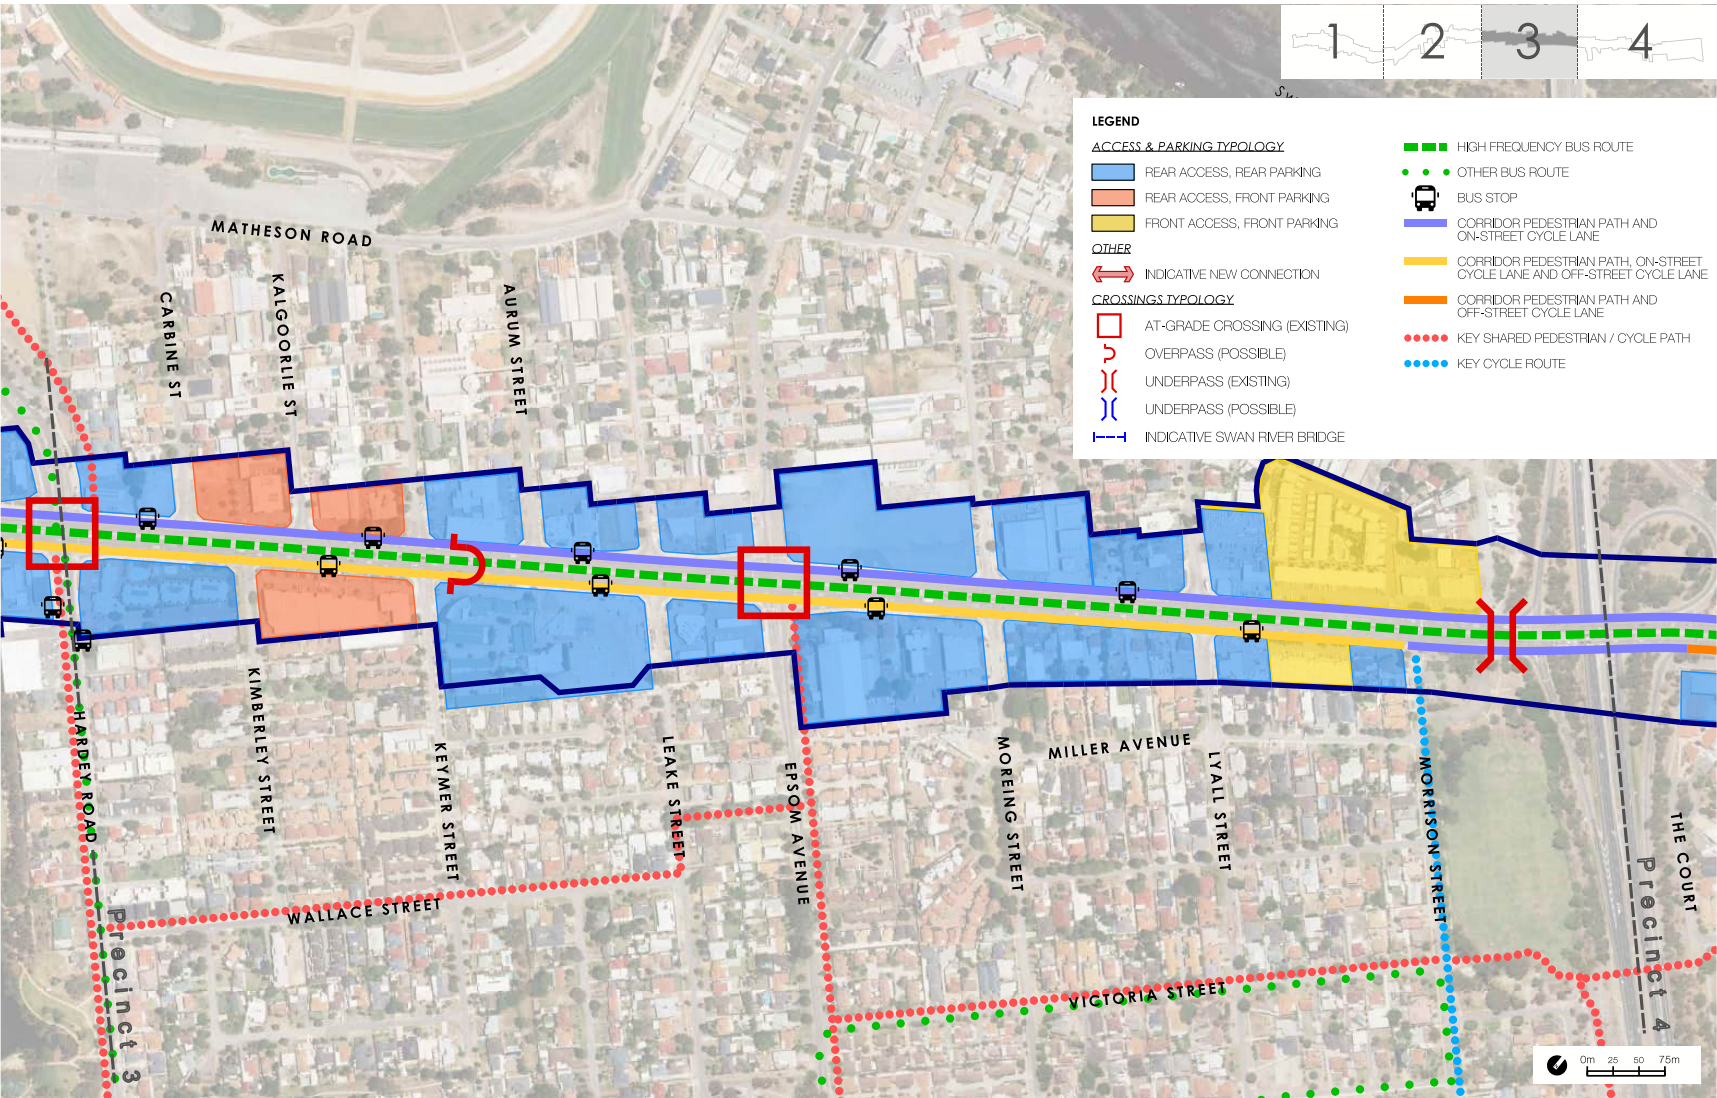 1
2
3
4
LEGEND
ACCESS & PARKING TYPOLOGY
REAR ACCESS, REAR PARKING
REAR ACCESS, FRONT PARKING
FRONT ACCESS, FRONT PARKING
OTHER
INDICATIVE NEW CONNECTION
CROSSINGS TYPOLOGY
AT-GRADE CROSSING (EXISTING)
OVERPASS (POSSIBLE)
UNDERPASS (EXISTING)
UNDERPASS (POSSIBLE)
INDICATIVE SWAN RIVER BRIDGE
HIGH FREQUENCY BUS ROUTE
OTHER BUS ROUTE
BUS STOP
CORRIDOR PEDESTRIAN PATH AND
ON-STREET CYCLE LANE
CORRIDOR PEDESTRIAN PATH, ON-STREET
CYCLE LANE AND OFF-STREET CYCLE LANE
CORRIDOR PEDESTRIAN PATH AND
OFF-STREET CYCLE LANE
KEY SHARED PEDESTRIAN / CYCLE PATH
KEY CYCLE ROUTE
MATHESON ROAD
CARBINE ST
KALGOORLIE ST
AURUM STREET
HARDEY ROAD
KIMBERLEY STREET
KEYMER STREET
LEAKE STREET
EPSOM AVENUE
MOREING STREET
MILLER AVENUE
LYALL STREET
MORRISON STREET
THE COURT
WALLACE STREET
VICTORIA STREET
Precinct 3
Precinct 4
0m 25 50 75m